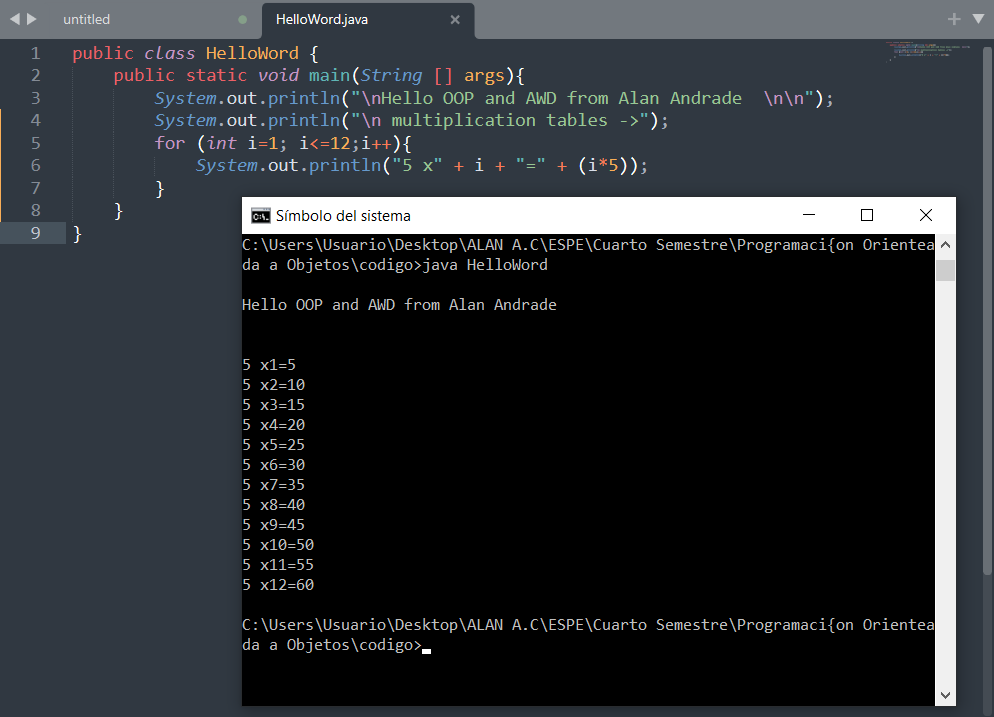 untitled
HelloWord.java
1 public class HelloWord {
2     public static void main(String [] args){
3         System.out.println("\nHello OOP and AWD from Alan Andrade  \n\n");
4         System.out.println("\n multiplication tables ->");
5         for (int i=1; i<=12;i++){
6             System.out.println("5 x" + i + "=" + (i*5));
7         }
8     }
9 }
Símbolo del sistema
C:\Users\Usuario\Desktop\ALAN A.C\ESPE\Cuarto Semestre\Programaci{on Orientea
da a Objetos\codigo>java HelloWord
Hello OOP and AWD from Alan Andrade
5 x1=5
5 x2=10
5 x3=15
5 x4=20
5 x5=25
5 x6=30
5 x7=35
5 x8=40
5 x9=45
5 x10=50
5 x11=55
5 x12=60
C:\Users\Usuario\Desktop\ALAN A.C\ESPE\Cuarto Semestre\Programaci{on Orientea
da a Objetos\codigo>